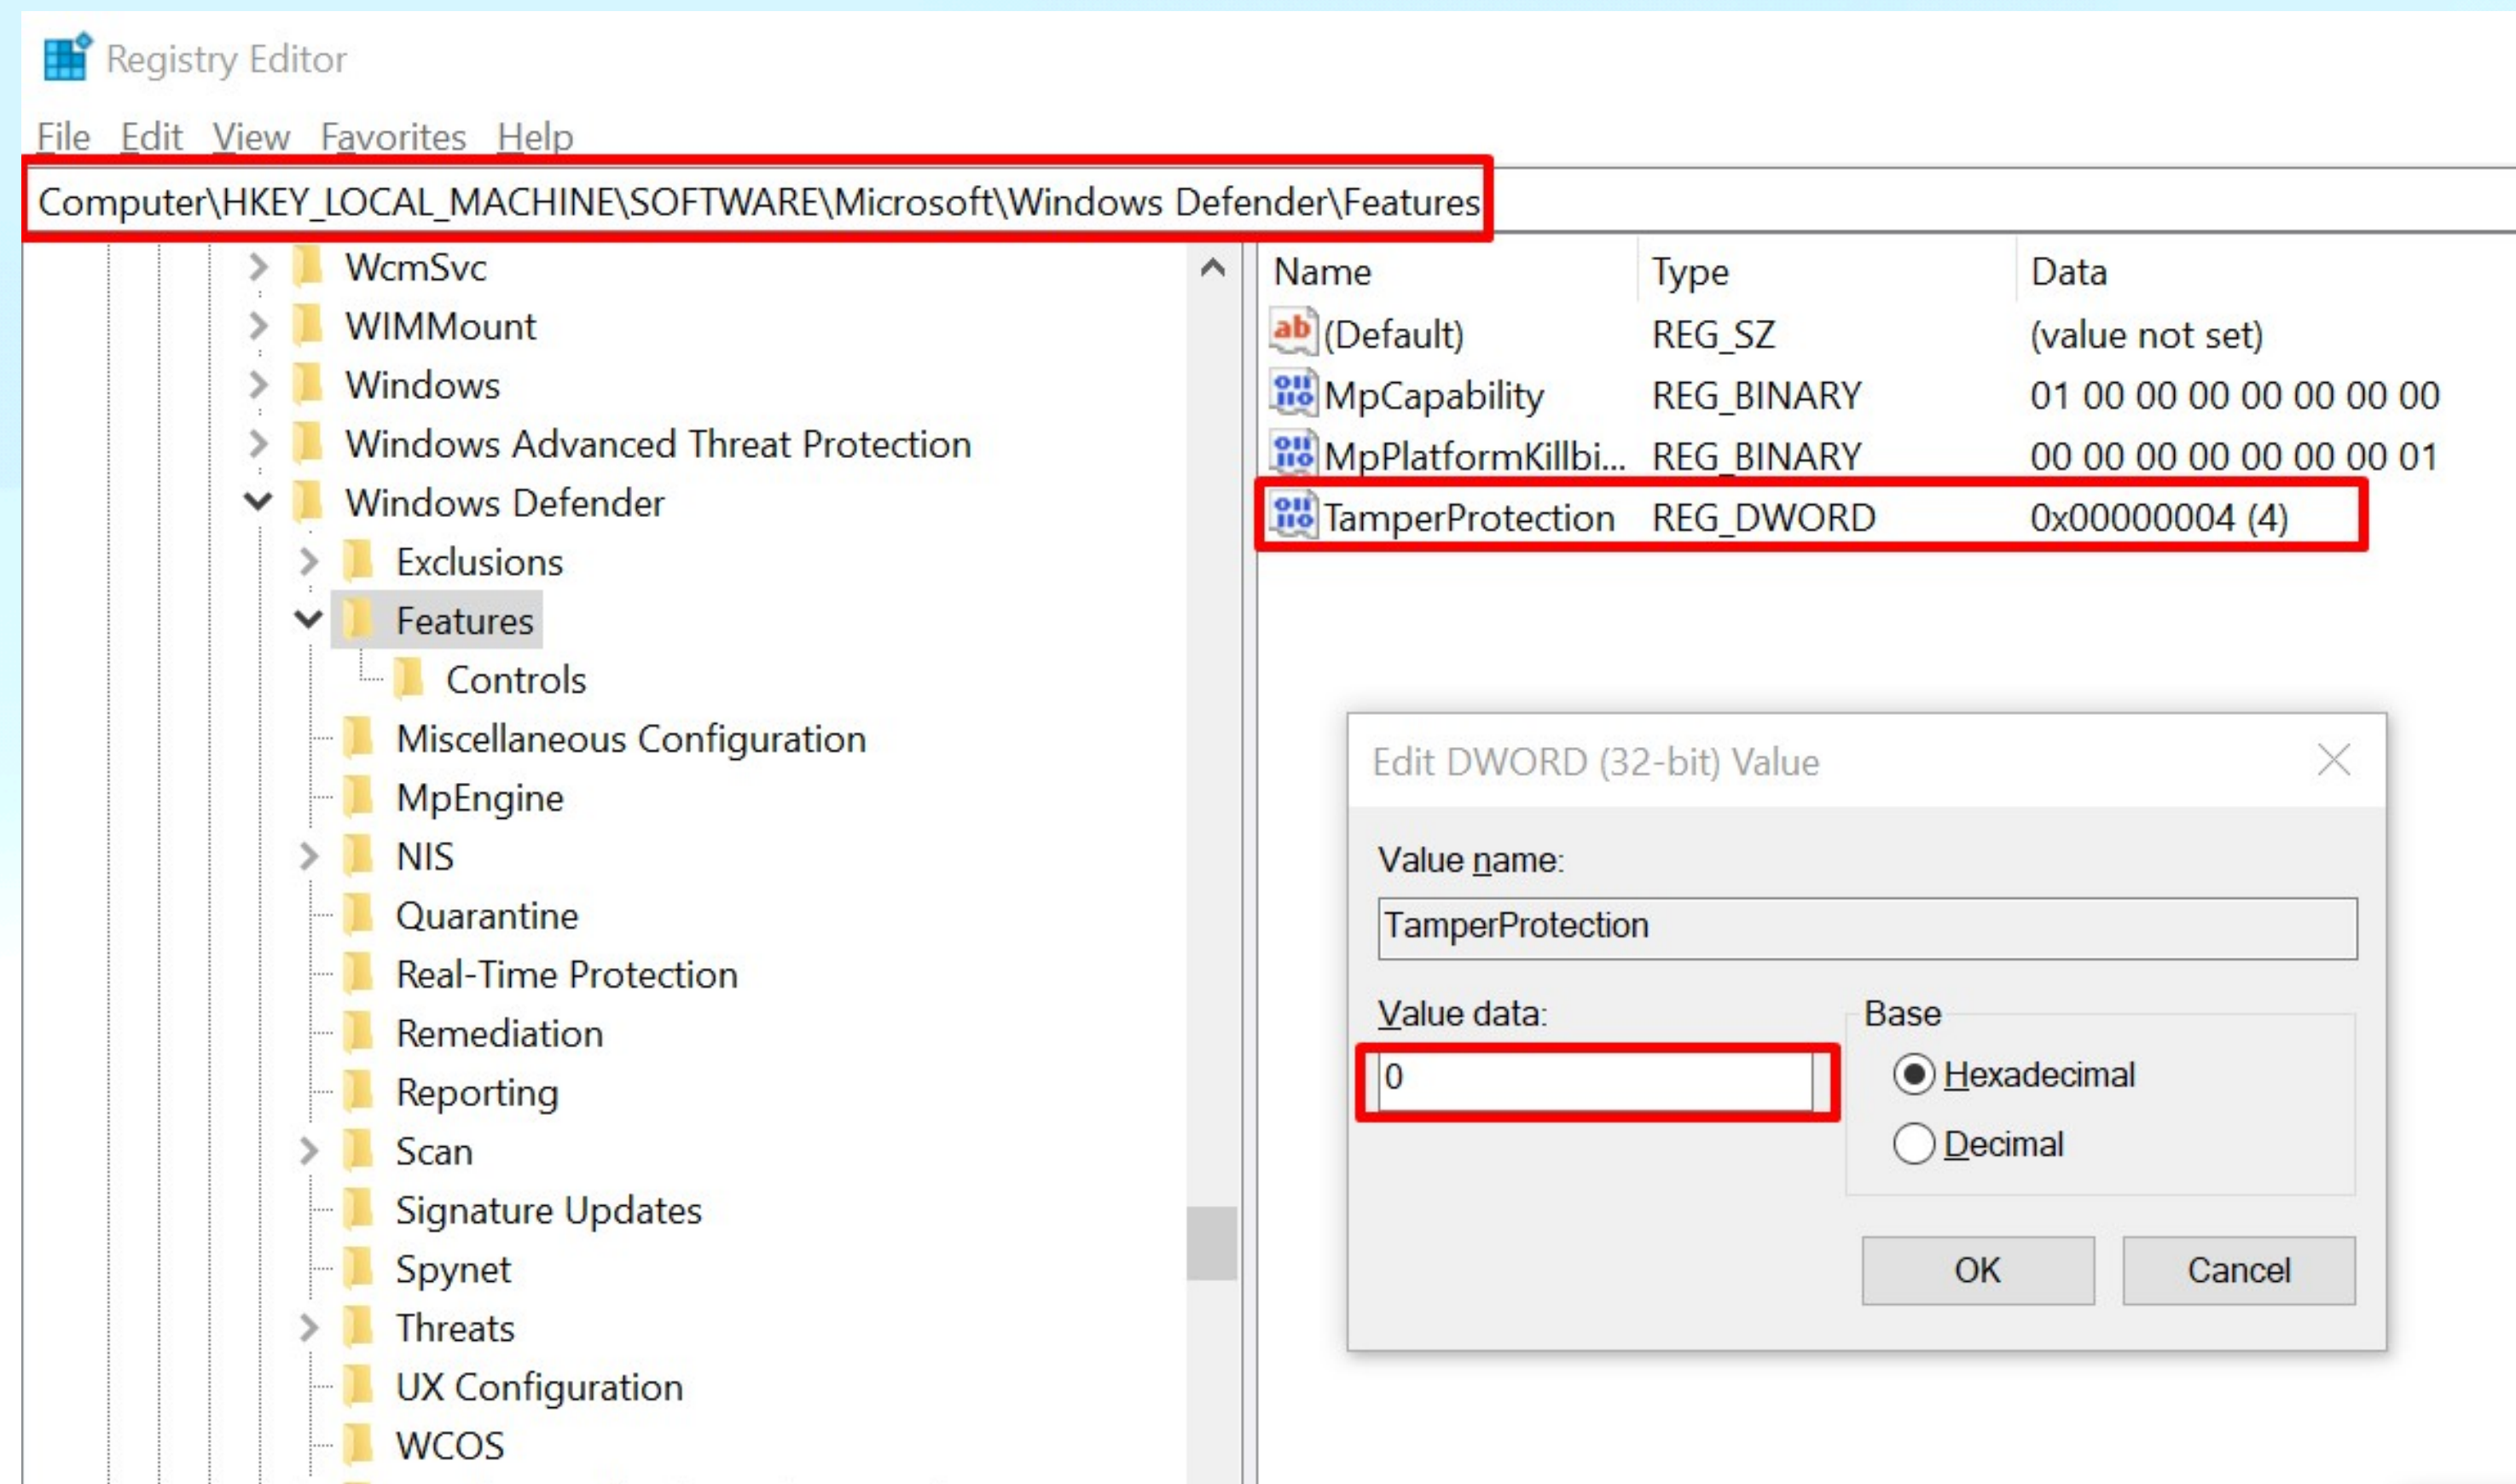 Registry Editor
File Edit View Favorites Help
Computer\HKEY_LOCAL_MACHINE\SOFTWARE\Microsoft\Windows Defender\Features
WcmSvc
WIMMount
Windows
Windows Advanced Threat Protection
Windows Defender
Exclusions
Features
Controls
Miscellaneous Configuration
MpEngine
NIS
Quarantine
Real-Time Protection
Remediation
Reporting
Scan
Signature Updates
Spynet
Threats
UX Configuration
WCOS
Name Type Data
(Default) REG_SZ (value not set)
MpCapability REG_BINARY 01 00 00 00 00 00 00 00
MpPlatformKillbi... REG_BINARY 00 00 00 00 00 00 00 01
TamperProtection REG_DWORD 0x00000004 (4)
Edit DWORD (32-bit) Value
Value name:
TamperProtection
Value data:
0
Base
Hexadecimal
Decimal
OK Cancel